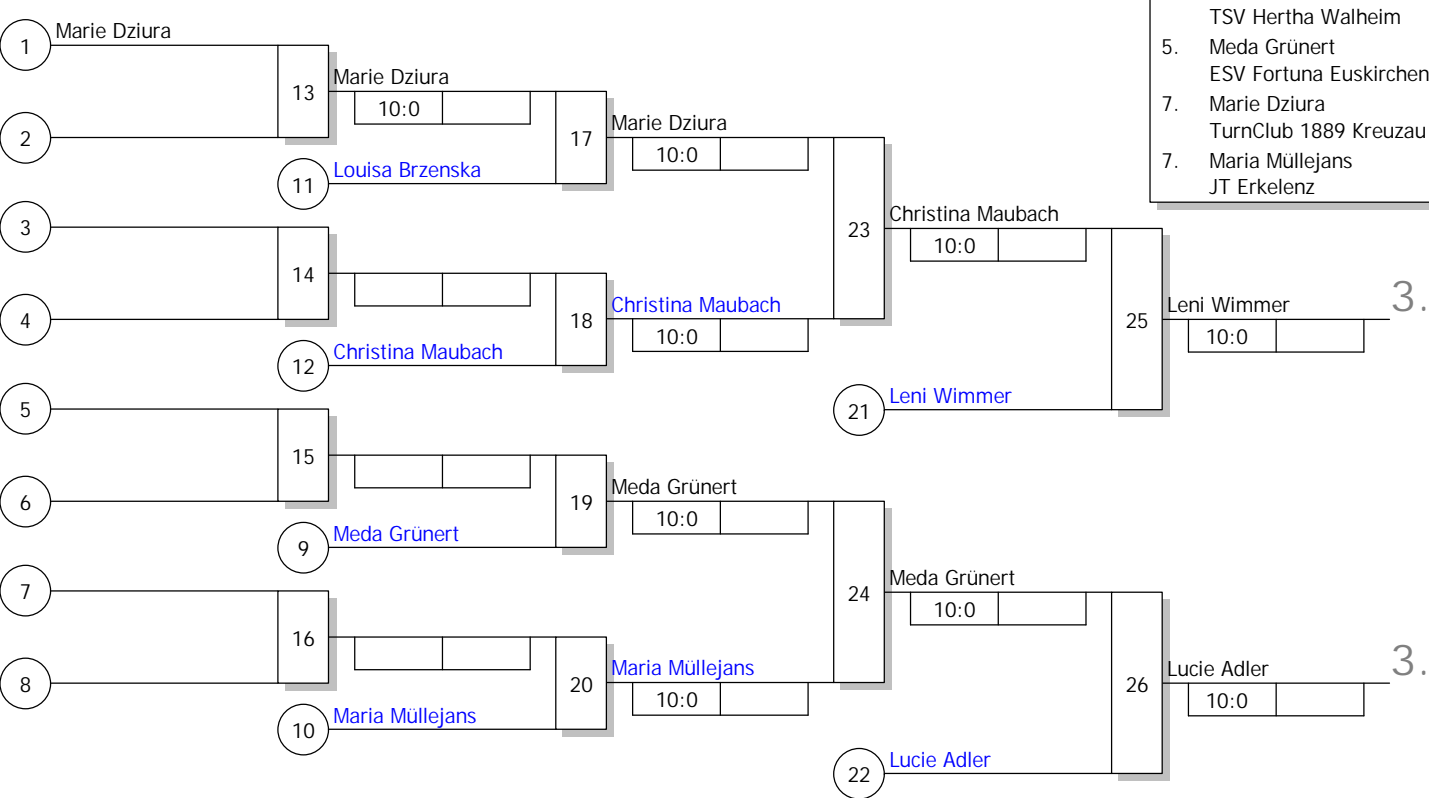 TSV Hertha Walheim
5. Meda Grünert
ESV Fortuna Euskirchen
7. Marie Dziura
TurnClub 1889 Kreuzau
7. Maria Müllejans
JT Erkelenz
1 Marie Dziura
2
13 Marie Dziura
10:0
11 Louisa Brzenska
17 Marie Dziura
10:0
3
4
14
12 Christina Maubach
18 Christina Maubach
10:0
23 Christina Maubach
10:0
21 Leni Wimmer
25 Leni Wimmer 3.
10:0
5
6
15
9 Meda Grünert
19 Meda Grünert
10:0
7
8
16
10 Maria Müllejans
20 Maria Müllejans
10:0
24 Meda Grünert
10:0
22 Lucie Adler
26 Lucie Adler 3.
10:0